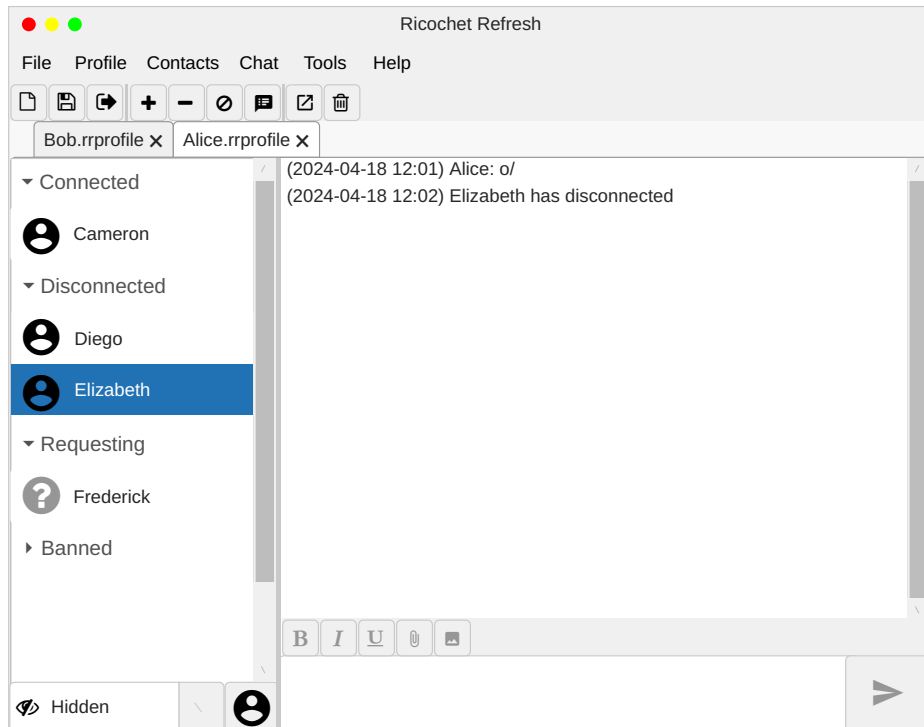 Ricochet Refresh
File Profile Contacts Chat Tools Help
Bob.rrprofile Alice.rrprofile
Connected
Cameron
Disconnected
Diego
Elizabeth
Requesting
Frederick
Banned
Hidden
(2024-04-18 12:01) Alice: o/
(2024-04-18 12:02) Elizabeth has disconnected
B I U